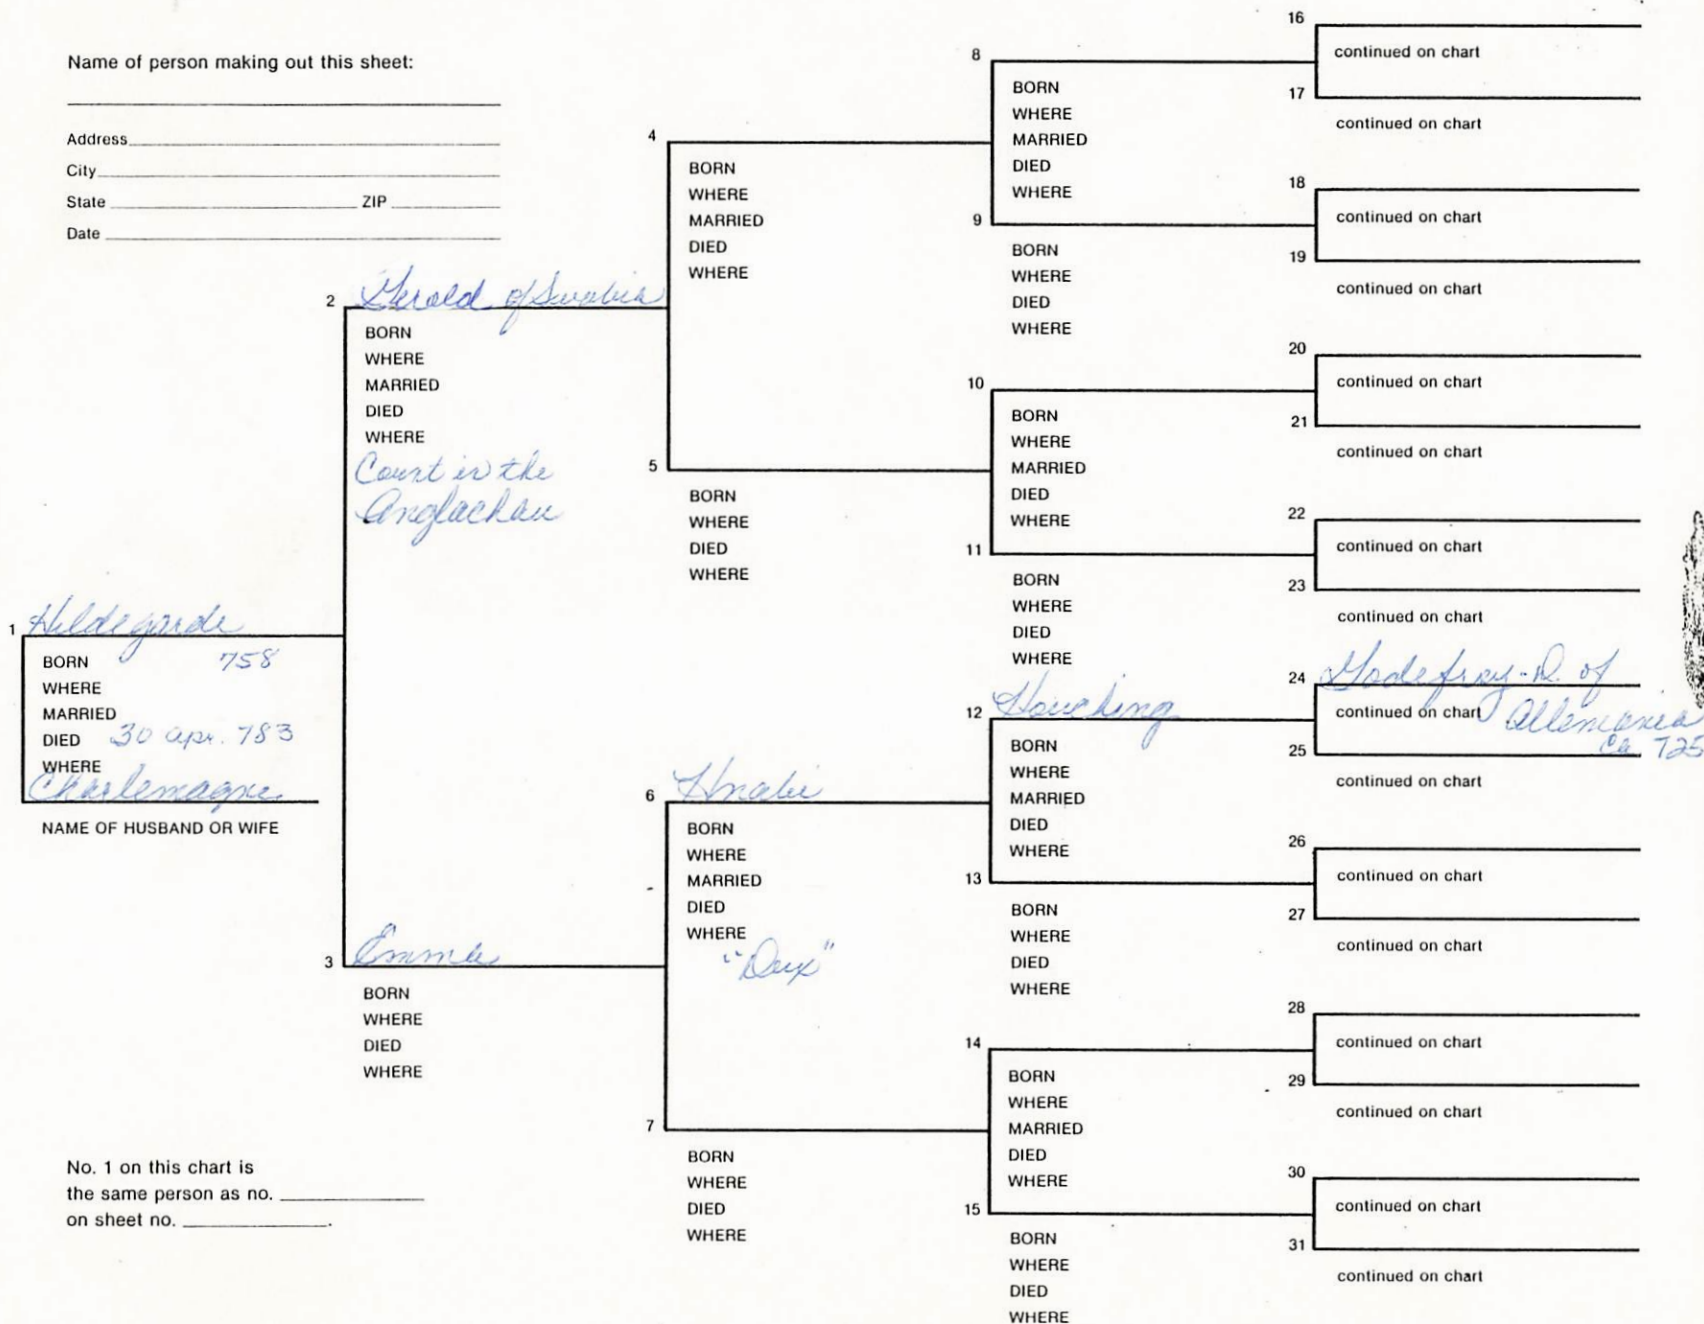 Name of person making out this sheet:
Address
City
State ZIP
Date
1 Hildegarde
BORN 758
WHERE
MARRIED
DIED 30 Apr. 783
WHERE
Charlemagne
NAME OF HUSBAND OR WIFE
No. 1 on this chart is
the same person as no.
on sheet no. .
2 Gerold of Swabia
BORN
WHERE
MARRIED
DIED
WHERE
Count in the
Anglachau
3 Emma
BORN
WHERE
DIED
WHERE
4
BORN
WHERE
MARRIED
DIED
WHERE
5
BORN
WHERE
DIED
WHERE
6 Hnabi
BORN
WHERE
MARRIED
DIED
WHERE
"Dux"
7
BORN
WHERE
DIED
WHERE
8
BORN
WHERE
MARRIED
DIED
WHERE
9
BORN
WHERE
DIED
WHERE
10
BORN
WHERE
MARRIED
DIED
WHERE
11
BORN
WHERE
DIED
WHERE
12 Houching
BORN
WHERE
MARRIED
DIED
WHERE
13
BORN
WHERE
DIED
WHERE
14
BORN
WHERE
MARRIED
DIED
WHERE
15
BORN
WHERE
DIED
WHERE
16
continued on chart
17
continued on chart
18
continued on chart
19
continued on chart
20
continued on chart
21
continued on chart
22
continued on chart
23
continued on chart
24 Godefroy - D. of
continued on chart Allemania
Ca 725
25
continued on chart
26
continued on chart
27
continued on chart
28
continued on chart
29
continued on chart
30
continued on chart
31
continued on chart